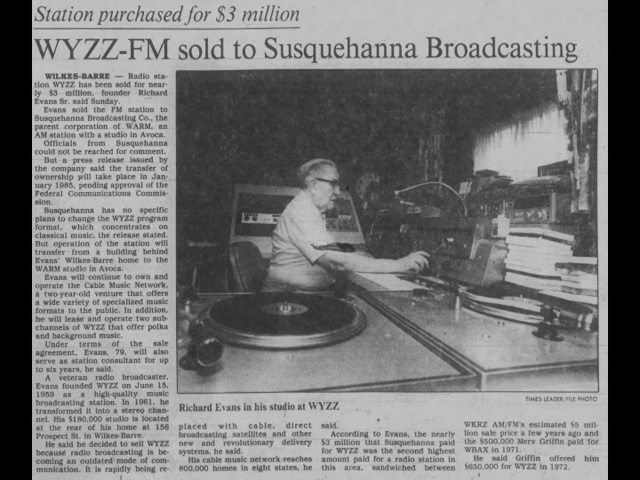 Station purchased for $3 million
WYZZ-FM sold to Susquehanna Broadcasting
WILKES-BARRE — Radio sta-
tion WYZZ has been sold for near-
ly $3 million, founder Richard
Evans Sr. said Sunday.
Evans sold the FM station to
Susquehanna Broadcasting Co., the
parent corporation of WARM, an
AM station with a studio in Avoca.
Officials from Susquehanna
could not be reached for comment.
But a press release issued by
the company said the transfer of
ownership will take place in Jan-
uary 1985, pending approval of the
Federal Communications Commis-
sion.
Susquehanna has no specific
plans to change the WYZZ program
format, which concentrates on
classical music, the release stated.
But operation of the station will
transfer from a building behind
Evans' Wilkes-Barre home to the
WARM studio in Avoca.
Evans will continue to own and
operate the Cable Music Network,
a two-year-old venture that offers
a wide variety of specialized music
formats to the public. In addition,
he will lease and operate two sub-
channels of WYZZ that offer polka
and background music.
Under terms of the sale
agreement, Evans, 79, will also
serve as station consultant for up
to six years, he said.
A veteran radio broadcaster,
Evans founded WYZZ on June 15,
1959 as a high-quality music
broadcasting station. In 1961, he
transformed it into a stereo chan-
nel. His $180,000 studio is located
at the rear of his home at 156
Prospect St. in Wilkes-Barre.
He said he decided to sell WYZZ
because radio broadcasting is be-
coming an outdated mode of com-
munication. It is rapidly being re-
TIMES LEADER/FILE PHOTO
Richard Evans in his studio at WYZZ
placed with cable, direct
broadcasting satellites and other
new and revolutionary delivery
systems, he said.
His cable music network reaches
800,000 homes in eight states, he
said.
According to Evans, the nearly
$3 million that Susquehanna paid
for WYZZ was the second highest
amount paid for a radio station in
this area, sandwiched between
WKRZ AM/FM's estimated $5 mil-
lion sale price a few years ago and
the $500,000 Merv Griffin paid for
WBAX in 1971.
He said Griffin offered him
$650,000 for WYZZ in 1972.